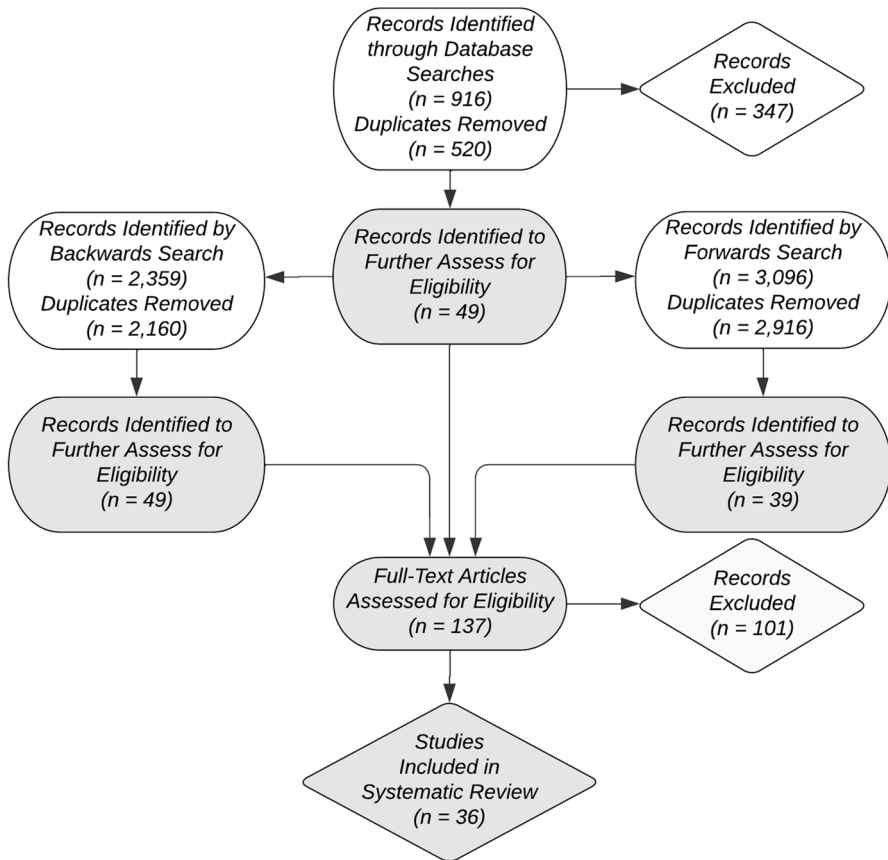 Records Identified
through Database
Searches
(n = 916)
Duplicates Removed
(n = 520)
Records
Excluded
(n = 347)
Records Identified by
Backwards Search
(n = 2,359)
Duplicates Removed
(n = 2,160)
Records Identified to
Further Assess for
Eligibility
(n = 49)
Records Identified by
Forwards Search
(n = 3,096)
Duplicates Removed
(n = 2,916)
Records Identified to
Further Assess for
Eligibility
(n = 49)
Records Identified to
Further Assess for
Eligibility
(n = 39)
Full-Text Articles
Assessed for Eligibility
(n = 137)
Records
Excluded
(n = 101)
Studies
Included in
Systematic Review
(n = 36)